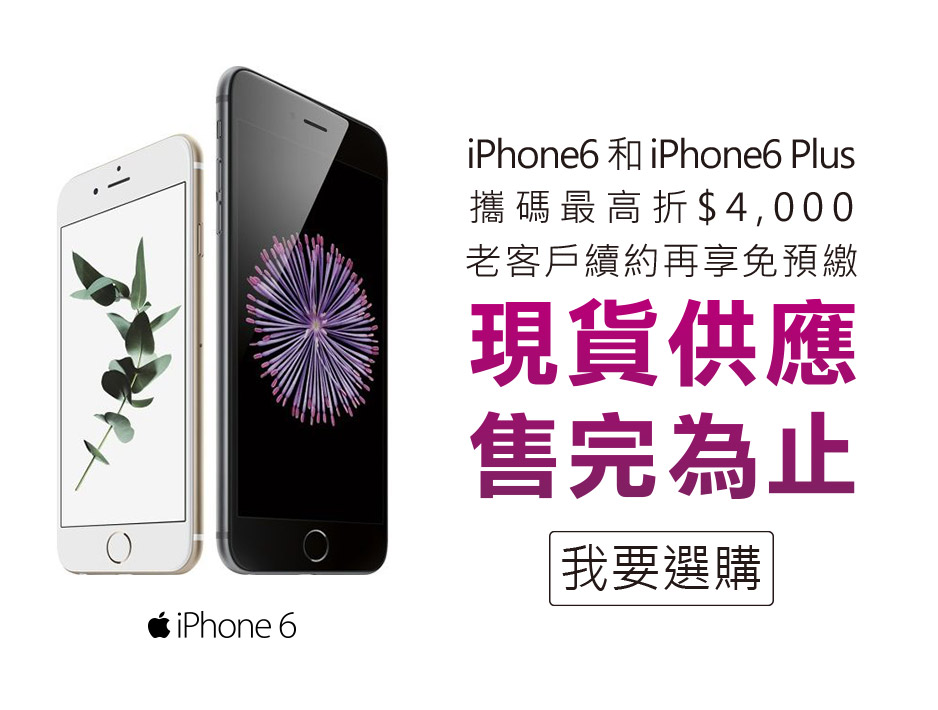 iPhone6 和 iPhone6 Plus
攜碼最高折$4,000
老客戶續約再享免預繳
現貨供應
售完為止
我要選購
iPhone 6